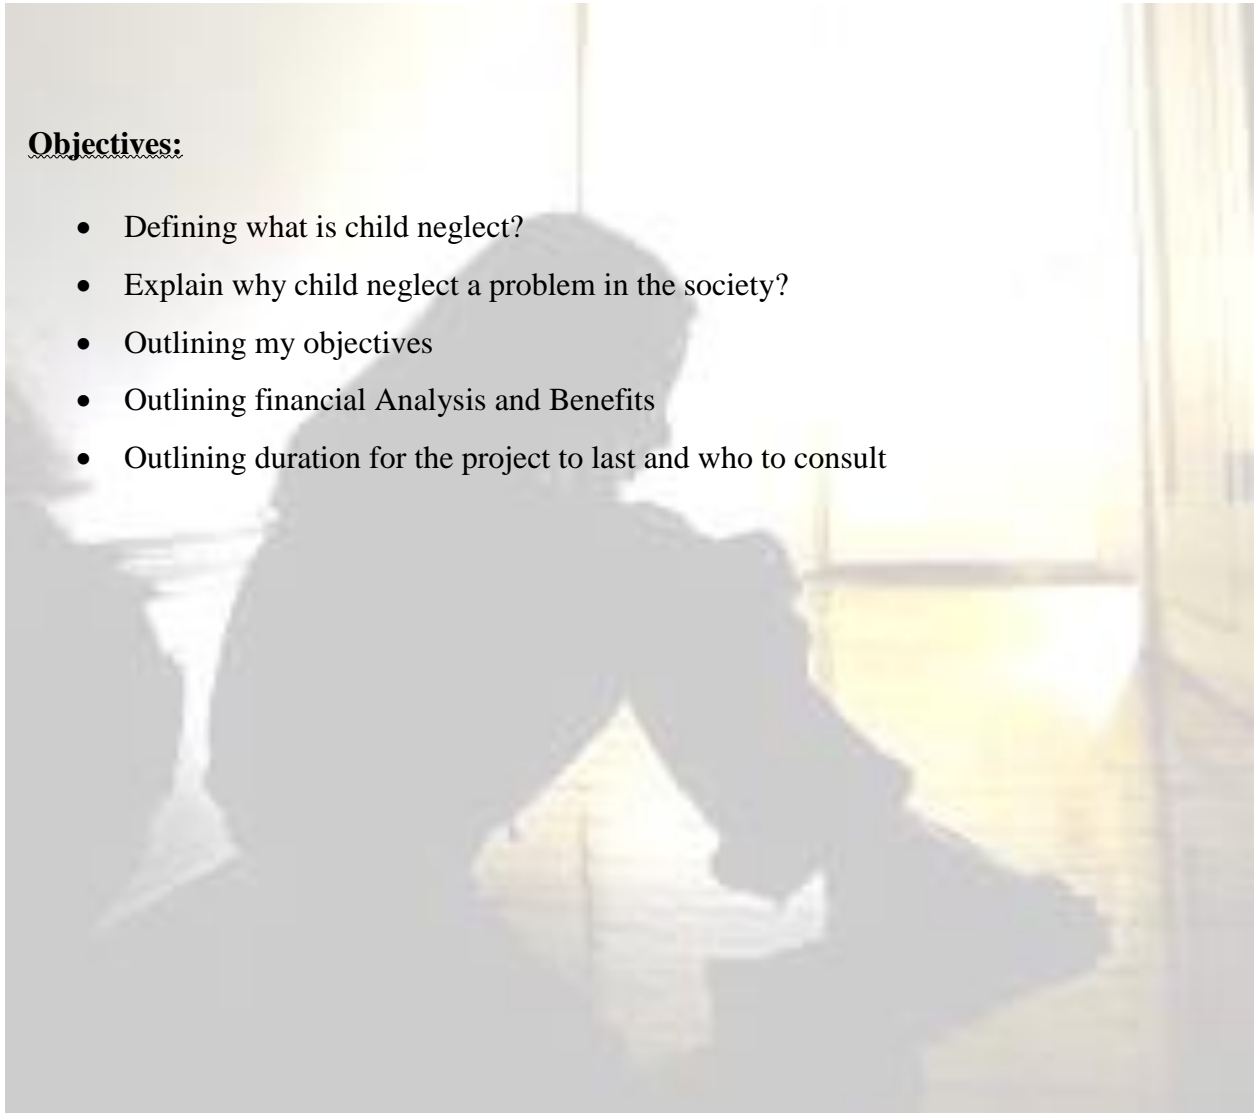 Objectives:
• Defining what is child neglect?
• Explain why child neglect a problem in the society?
• Outlining my objectives
• Outlining financial Analysis and Benefits
• Outlining duration for the project to last and who to consult